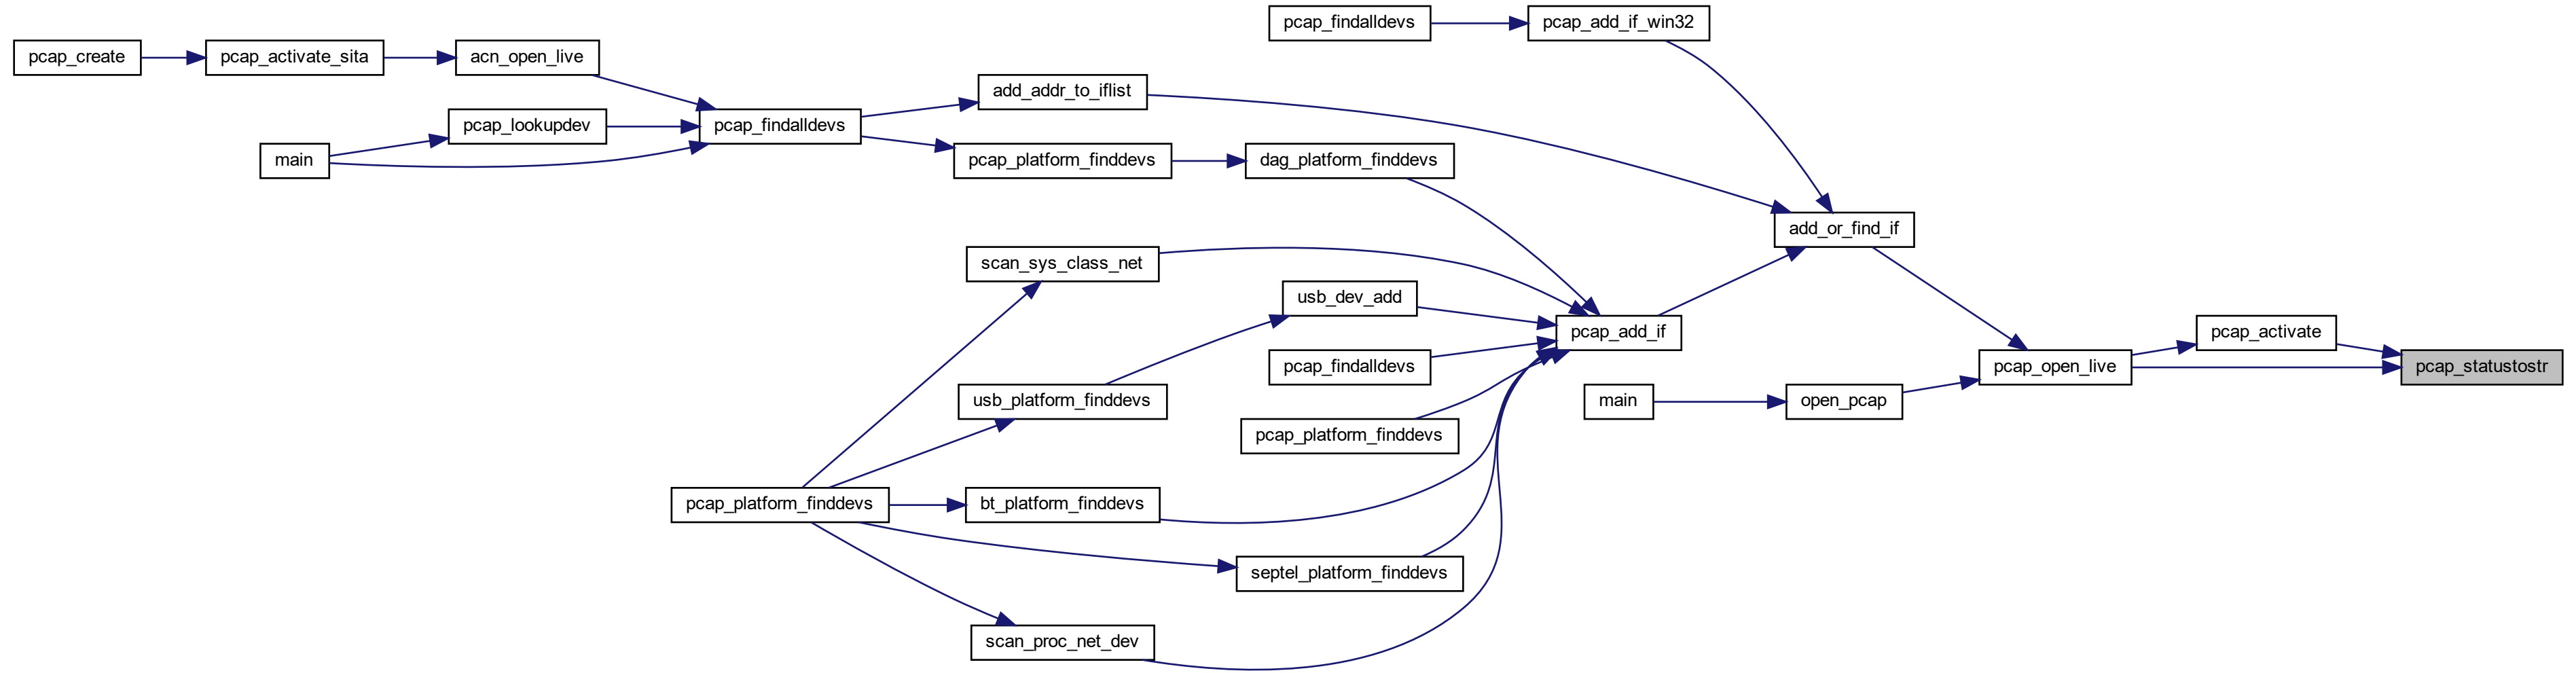 pcap_findalldevs
pcap_add_if_win32
pcap_create
pcap_activate_sita
acn_open_live
add_addr_to_iflist
pcap_lookupdev
pcap_findalldevs
main
pcap_platform_finddevs
dag_platform_finddevs
add_or_find_if
scan_sys_class_net
usb_dev_add
pcap_add_if
pcap_activate
pcap_findalldevs
pcap_open_live
pcap_statustostr
usb_platform_finddevs
main
open_pcap
pcap_platform_finddevs
pcap_platform_finddevs
bt_platform_finddevs
septel_platform_finddevs
scan_proc_net_dev